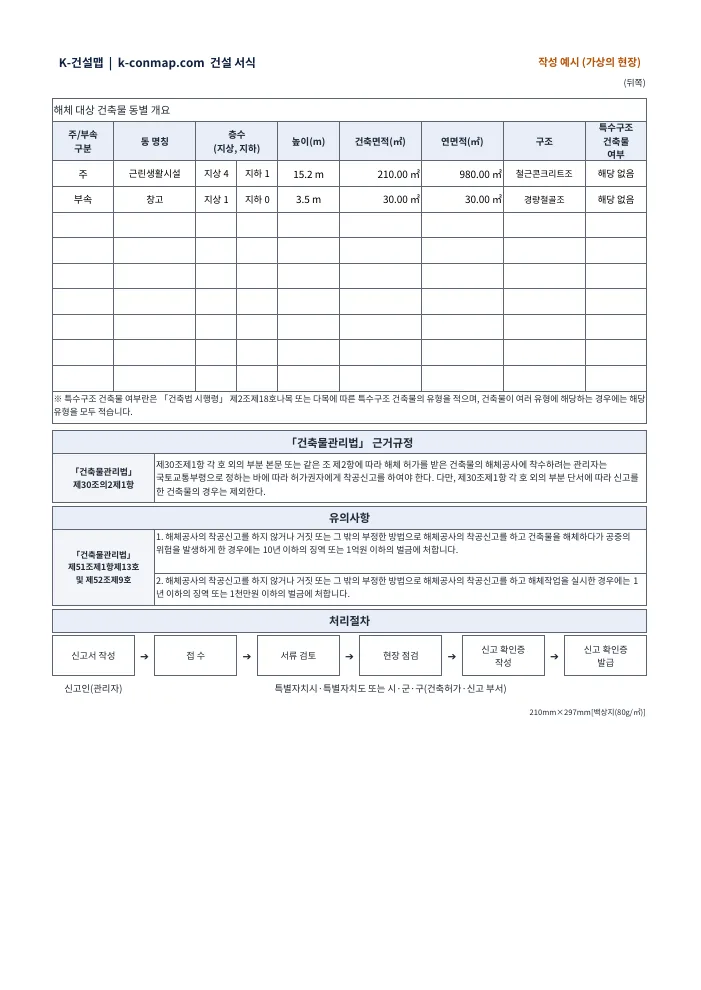 K-건설맵 | k-conmap.com 건설 서식
작성 예시 (가상의 현장)
(뒤쪽)
해체 대상 건축물 동별 개요
주/부속 구분 동 명칭 층수 (지상, 지하) 높이(m) 건축면적(㎡) 연면적(㎡) 구조 특수구조 건축물 여부
주 근린생활시설 지상 4 지하 1 15.2 m 210.00 ㎡ 980.00 ㎡ 철근콘크리트조 해당 없음
부속 창고 지상 1 지하 0 3.5 m 30.00 ㎡ 30.00 ㎡ 경량철골조 해당 없음
※ 특수구조 건축물 여부란은 「건축법 시행령」 제2조제18호나목 또는 다목에 따른 특수구조 건축물의 유형을 적으며, 건축물이 여러 유형에 해당하는 경우에는 해당
유형을 모두 적습니다.
「건축물관리법」 근거규정
「건축물관리법」
제30조의2제1항
제30조제1항 각 호 외의 부분 본문 또는 같은 조 제2항에 따라 해체 허가를 받은 건축물의 해체공사에 착수하려는 관리자는
국토교통부령으로 정하는 바에 따라 허가권자에게 착공신고를 하여야 한다. 다만, 제30조제1항 각 호 외의 부분 단서에 따라 신고를
한 건축물의 경우는 제외한다.
유의사항
「건축물관리법」
제51조제1항제13호
및 제52조제9호
1. 해체공사의 착공신고를 하지 않거나 거짓 또는 그 밖의 부정한 방법으로 해체공사의 착공신고를 하고 건축물을 해체하다가 공중의
위험을 발생하게 한 경우에는 10년 이하의 징역 또는 1억원 이하의 벌금에 처합니다.
2. 해체공사의 착공신고를 하지 않거나 거짓 또는 그 밖의 부정한 방법으로 해체공사의 착공신고를 하고 해체작업을 실시한 경우에는 1
년 이하의 징역 또는 1천만원 이하의 벌금에 처합니다.
처리절차
신고서 작성 ➔ 접 수 ➔ 서류 검토 ➔ 현장 점검 ➔ 신고 확인증 작성 ➔ 신고 확인증 발급
신고인(관리자) 특별자치시·특별자치도 또는 시·군·구(건축허가·신고 부서)
210mm×297mm[백상지(80g/㎡)]